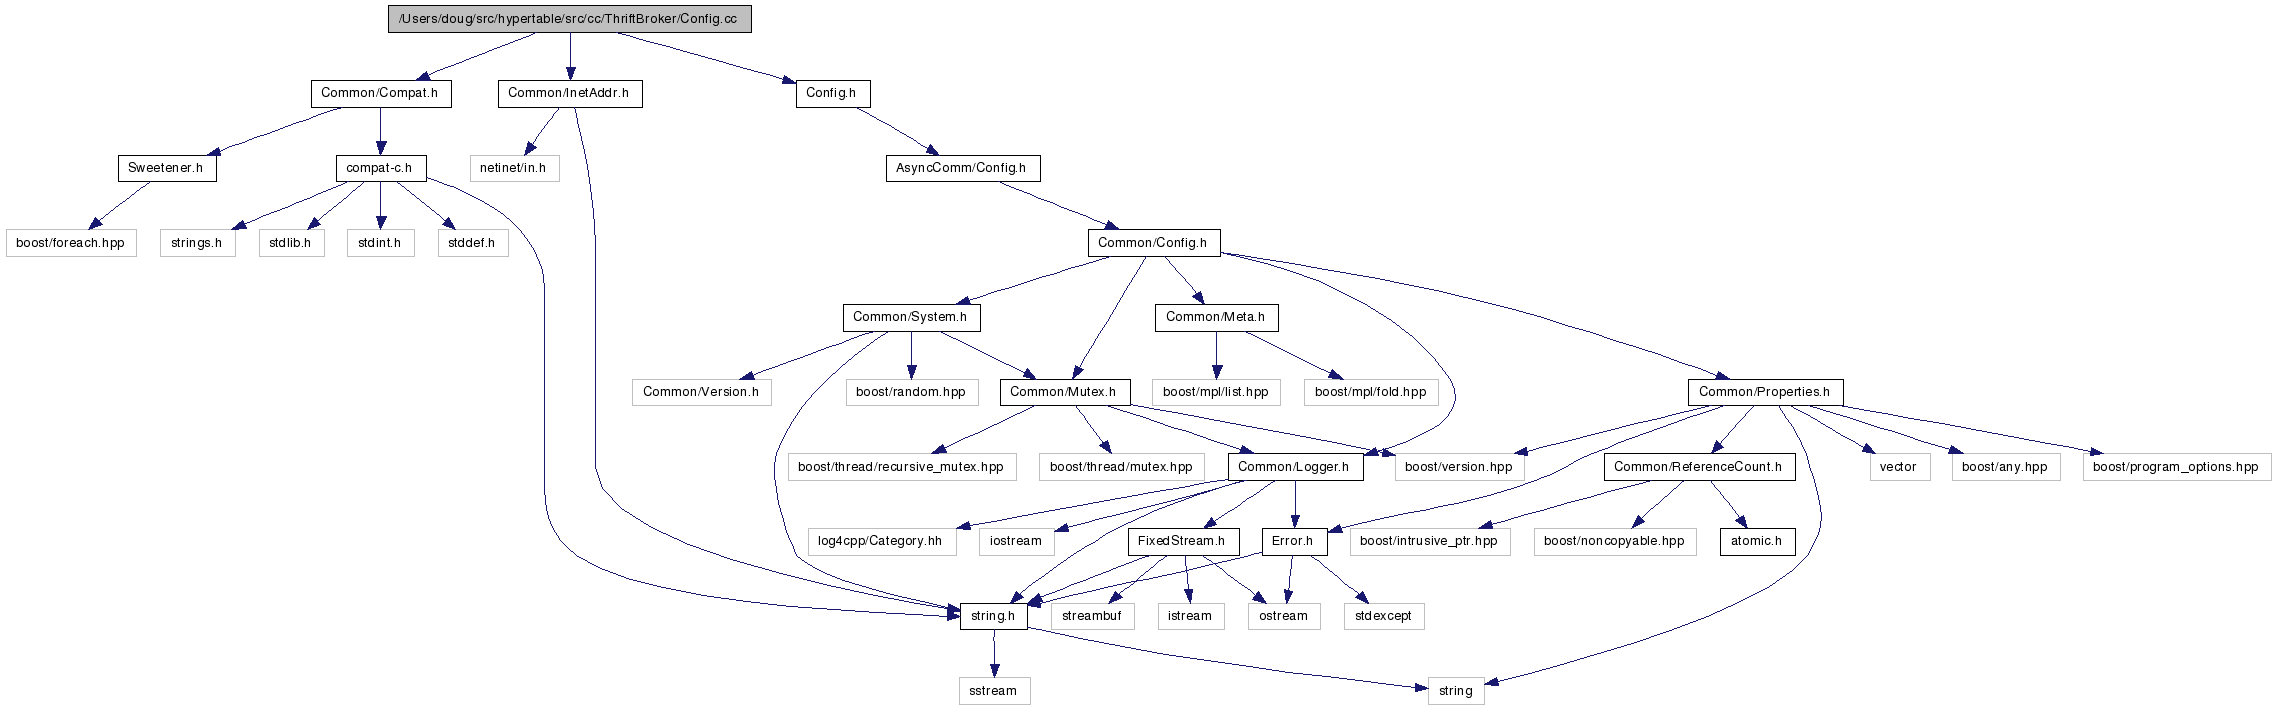 /Users/doug/src/hypertable/src/cc/ThriftBroker/Config.cc
Common/Compat.h
Common/InetAddr.h
Config.h
Sweetener.h
compat-c.h
netinet/in.h
AsyncComm/Config.h
boost/foreach.hpp
strings.h
stdlib.h
stdint.h
stddef.h
Common/Config.h
Common/System.h
Common/Meta.h
Common/Version.h
boost/random.hpp
Common/Mutex.h
boost/mpl/list.hpp
boost/mpl/fold.hpp
Common/Properties.h
boost/thread/recursive_mutex.hpp
boost/thread/mutex.hpp
Common/Logger.h
boost/version.hpp
Common/ReferenceCount.h
vector
boost/any.hpp
boost/program_options.hpp
log4cpp/Category.hh
iostream
FixedStream.h
Error.h
boost/intrusive_ptr.hpp
boost/noncopyable.hpp
atomic.h
string.h
streambuf
istream
ostream
stdexcept
sstream
string